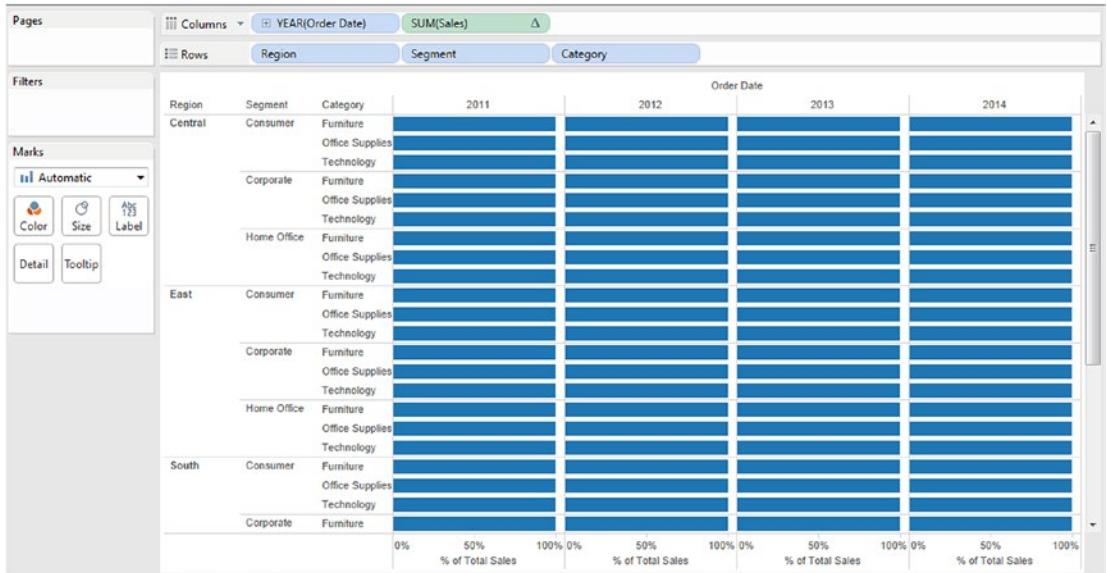 Pages
Columns YEAR(Order Date) SUM(Sales) Δ
Rows Region Segment Category
Filters
Marks
Automatic
Color Size Abc 123 Label
Detail Tooltip
Order Date
Region Segment Category 2011 2012 2013 2014
Central Consumer Furniture
Office Supplies
Technology
Corporate Furniture
Office Supplies
Technology
Home Office Furniture
Office Supplies
Technology
East Consumer Furniture
Office Supplies
Technology
Corporate Furniture
Office Supplies
Technology
Home Office Furniture
Office Supplies
Technology
South Consumer Furniture
Office Supplies
Technology
Corporate Furniture
0% 50% 100% 0% 50% 100% 0% 50% 100% 0% 50% 100%
% of Total Sales % of Total Sales % of Total Sales % of Total Sales